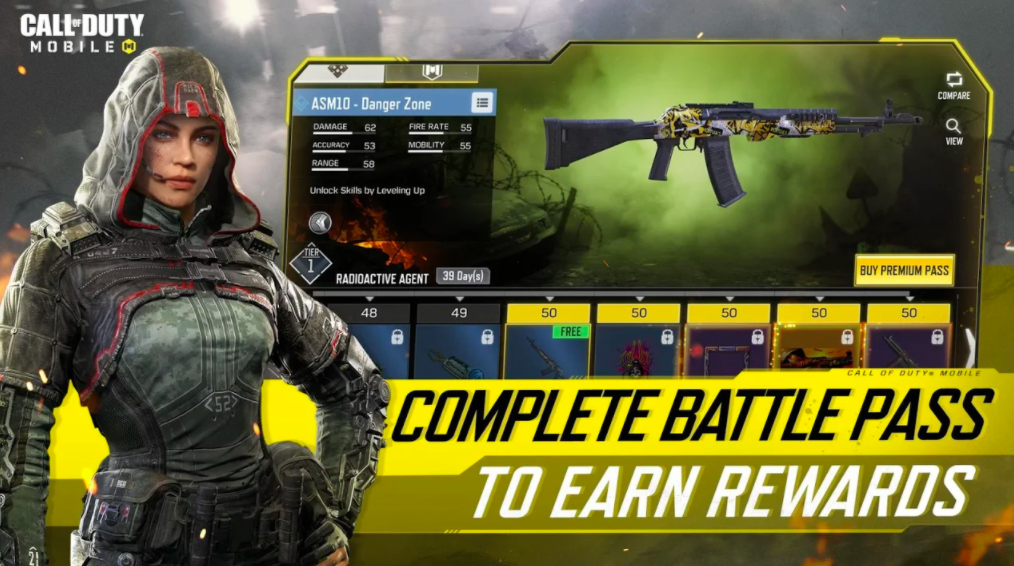 CALL OF DUTY
MOBILE
ASM10 - Danger Zone
DAMAGE 62
FIRE RATE 55
ACCURACY 53
MOBILITY 55
RANGE 58
Unlock Skills by Leveling Up
COMPARE
VIEW
TIER
1
RADIOACTIVE AGENT
39 Day(s)
BUY PREMIUM PASS
48
49
50
50
50
50
50
FREE
CALL OF DUTY® MOBILE
COMPLETE BATTLE PASS
TO EARN REWARDS
<52>
21